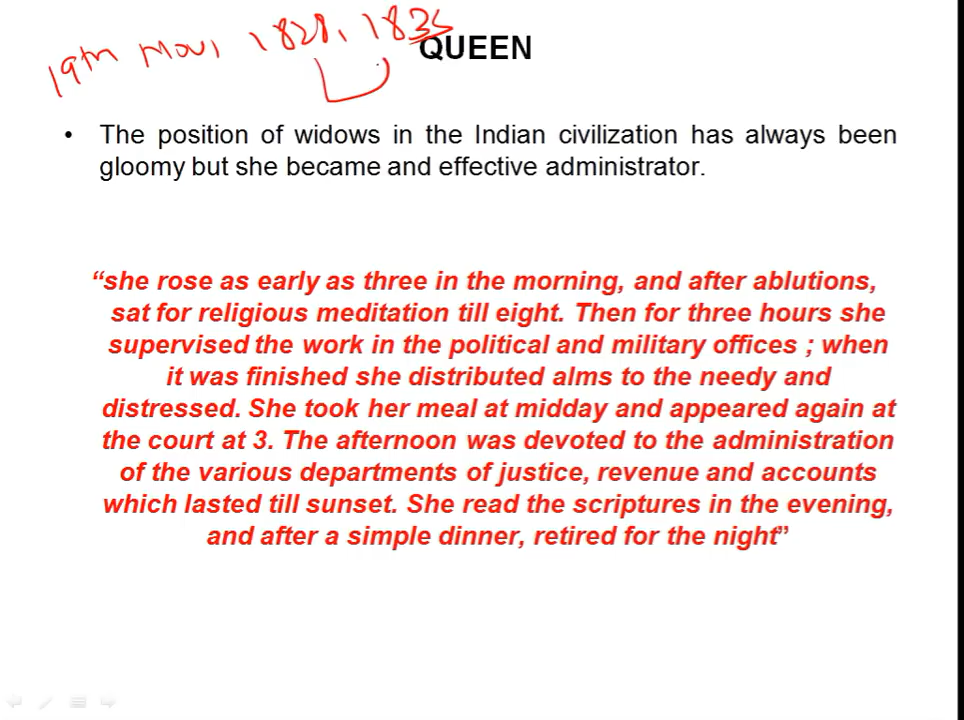 19th Nov, 1828, 1835
QUEEN
• The position of widows in the Indian civilization has always been
gloomy but she became and effective administrator.
“she rose as early as three in the morning, and after ablutions,
sat for religious meditation till eight. Then for three hours she
supervised the work in the political and military offices ; when
it was finished she distributed alms to the needy and
distressed. She took her meal at midday and appeared again at
the court at 3. The afternoon was devoted to the administration
of the various departments of justice, revenue and accounts
which lasted till sunset. She read the scriptures in the evening,
and after a simple dinner, retired for the night”